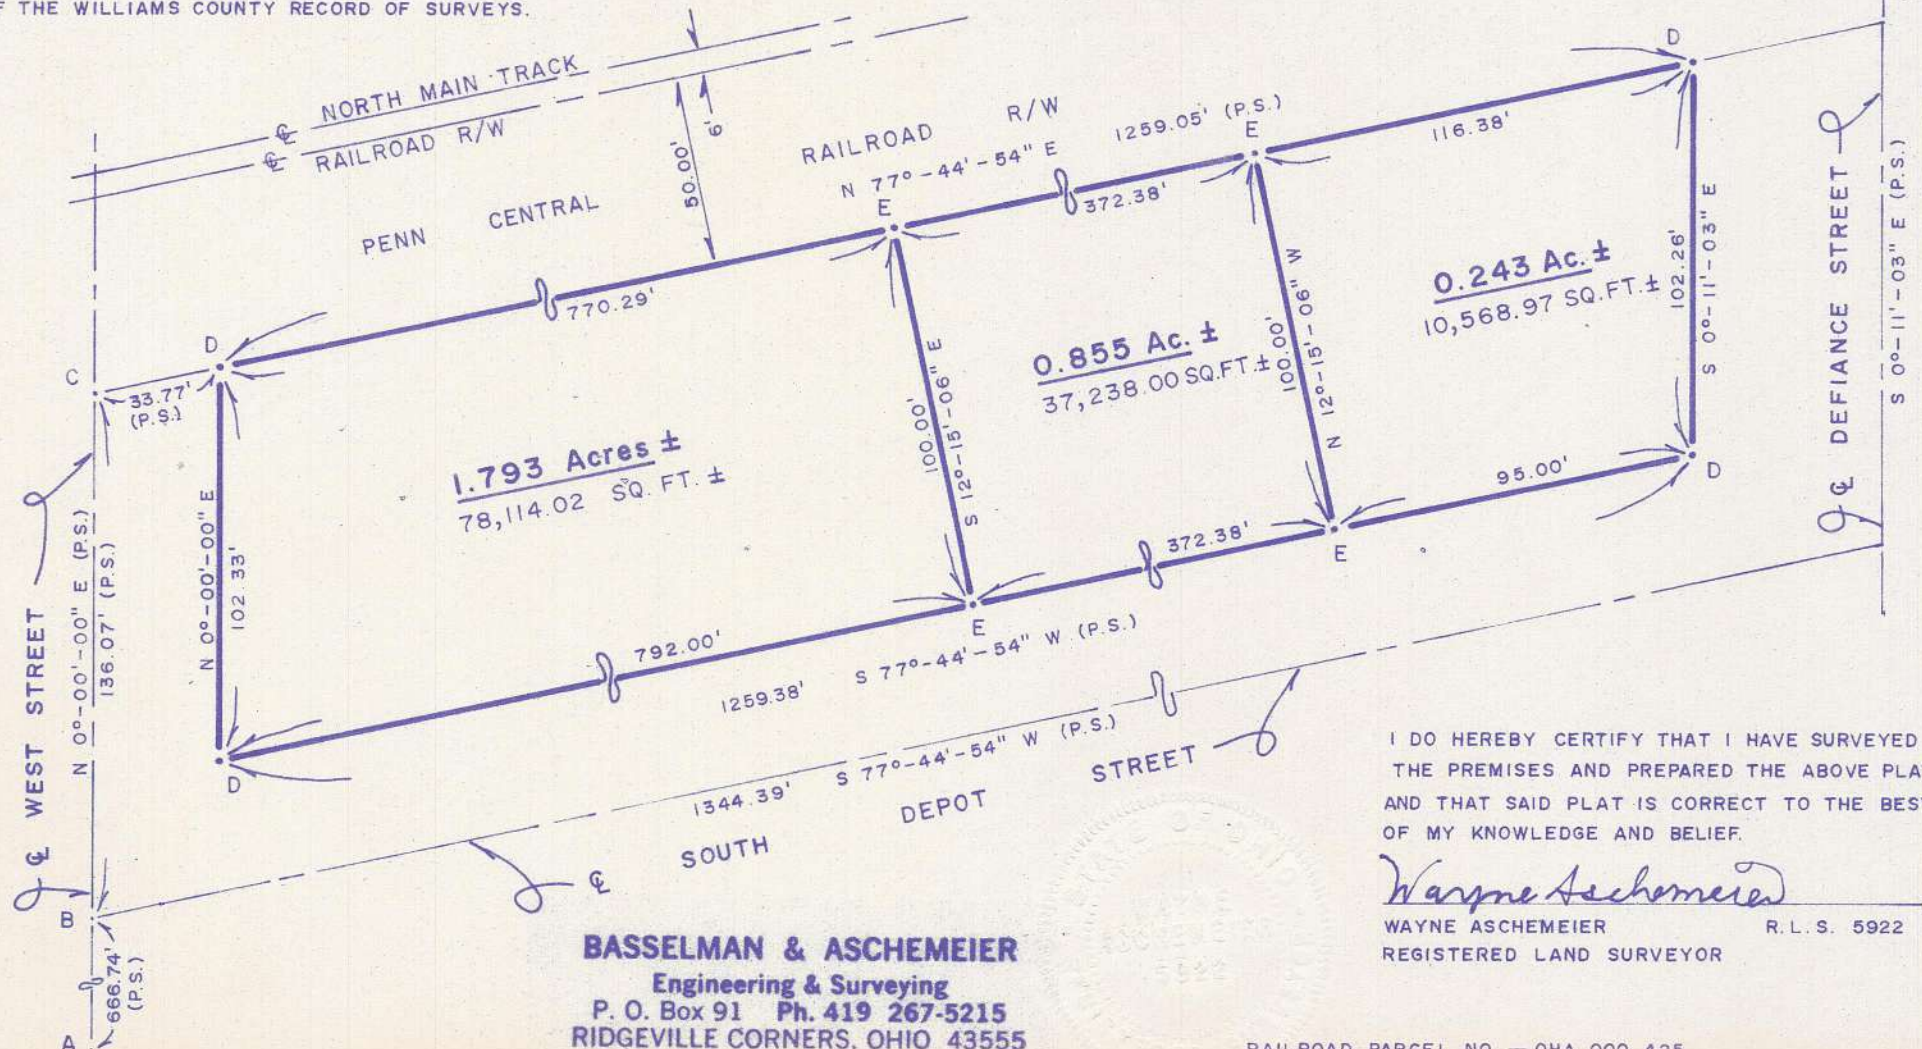 F THE WILLIAMS COUNTY RECORD OF SURVEYS.
℄ NORTH MAIN TRACK
℄ RAILROAD R/W
6'
50.00'
PENN CENTRAL
RAILROAD R/W
N 77°-44'-54" E
1259.05' (P.S.)
D
E
E
D
C
33.77'
(P.S.)
770.29'
372.38'
116.38'
1.793 Acres ±
78,114.02 SQ. FT. ±
0.855 Ac. ±
37,238.00 SQ.FT.±
0.243 Ac. ±
10,568.97 SQ.FT.±
N 0°-00'-00" E
102.33'
100.00'
S 12°-15'-06" E
100.00'
N 12°-15'-06" W
102.26'
S 0°-11'-03" E
℄ DEFIANCE STREET
S 0°-11'-03" E (P.S.)
℄ WEST STREET
N 0°-00'-00" E (P.S.)
136.07' (P.S.)
D
792.00'
E
372.38'
E
95.00'
D
1259.38' S 77°-44'-54" W (P.S.)
1344.39' S 77°-44'-54" W (P.S.)
℄ SOUTH DEPOT STREET
B
666.74'
(P.S.)
A
I DO HEREBY CERTIFY THAT I HAVE SURVEYED
THE PREMISES AND PREPARED THE ABOVE PLA
AND THAT SAID PLAT IS CORRECT TO THE BES
OF MY KNOWLEDGE AND BELIEF.
Wayne Aschemeier
WAYNE ASCHEMEIER R.L.S. 5922
REGISTERED LAND SURVEYOR
BASSELMAN & ASCHEMEIER
Engineering & Surveying
P. O. Box 91 Ph. 419 267-5215
RIDGEVILLE CORNERS, OHIO 43555
RAILROAD PARCEL NO. — OHA 000 435